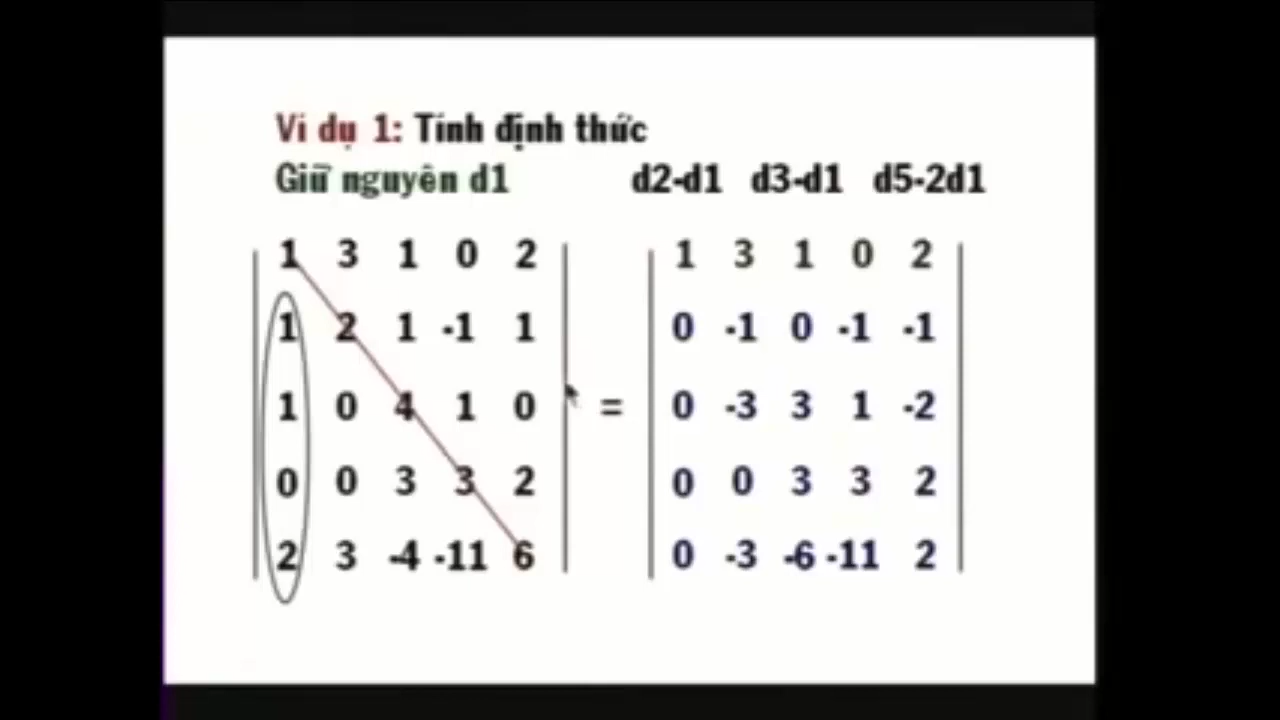 Ví dụ 1: Tính định thức
Giữ nguyên d1 d2-d1 d3-d1 d5-2d1
1 3 1 0 2 1 3 1 0 2
1 2 1 -1 1 0 -1 0 -1 -1
1 0 4 1 0 = 0 -3 3 1 -2
0 0 3 3 2 0 0 3 3 2
2 3 -4 -11 6 0 -3 -6 -11 2